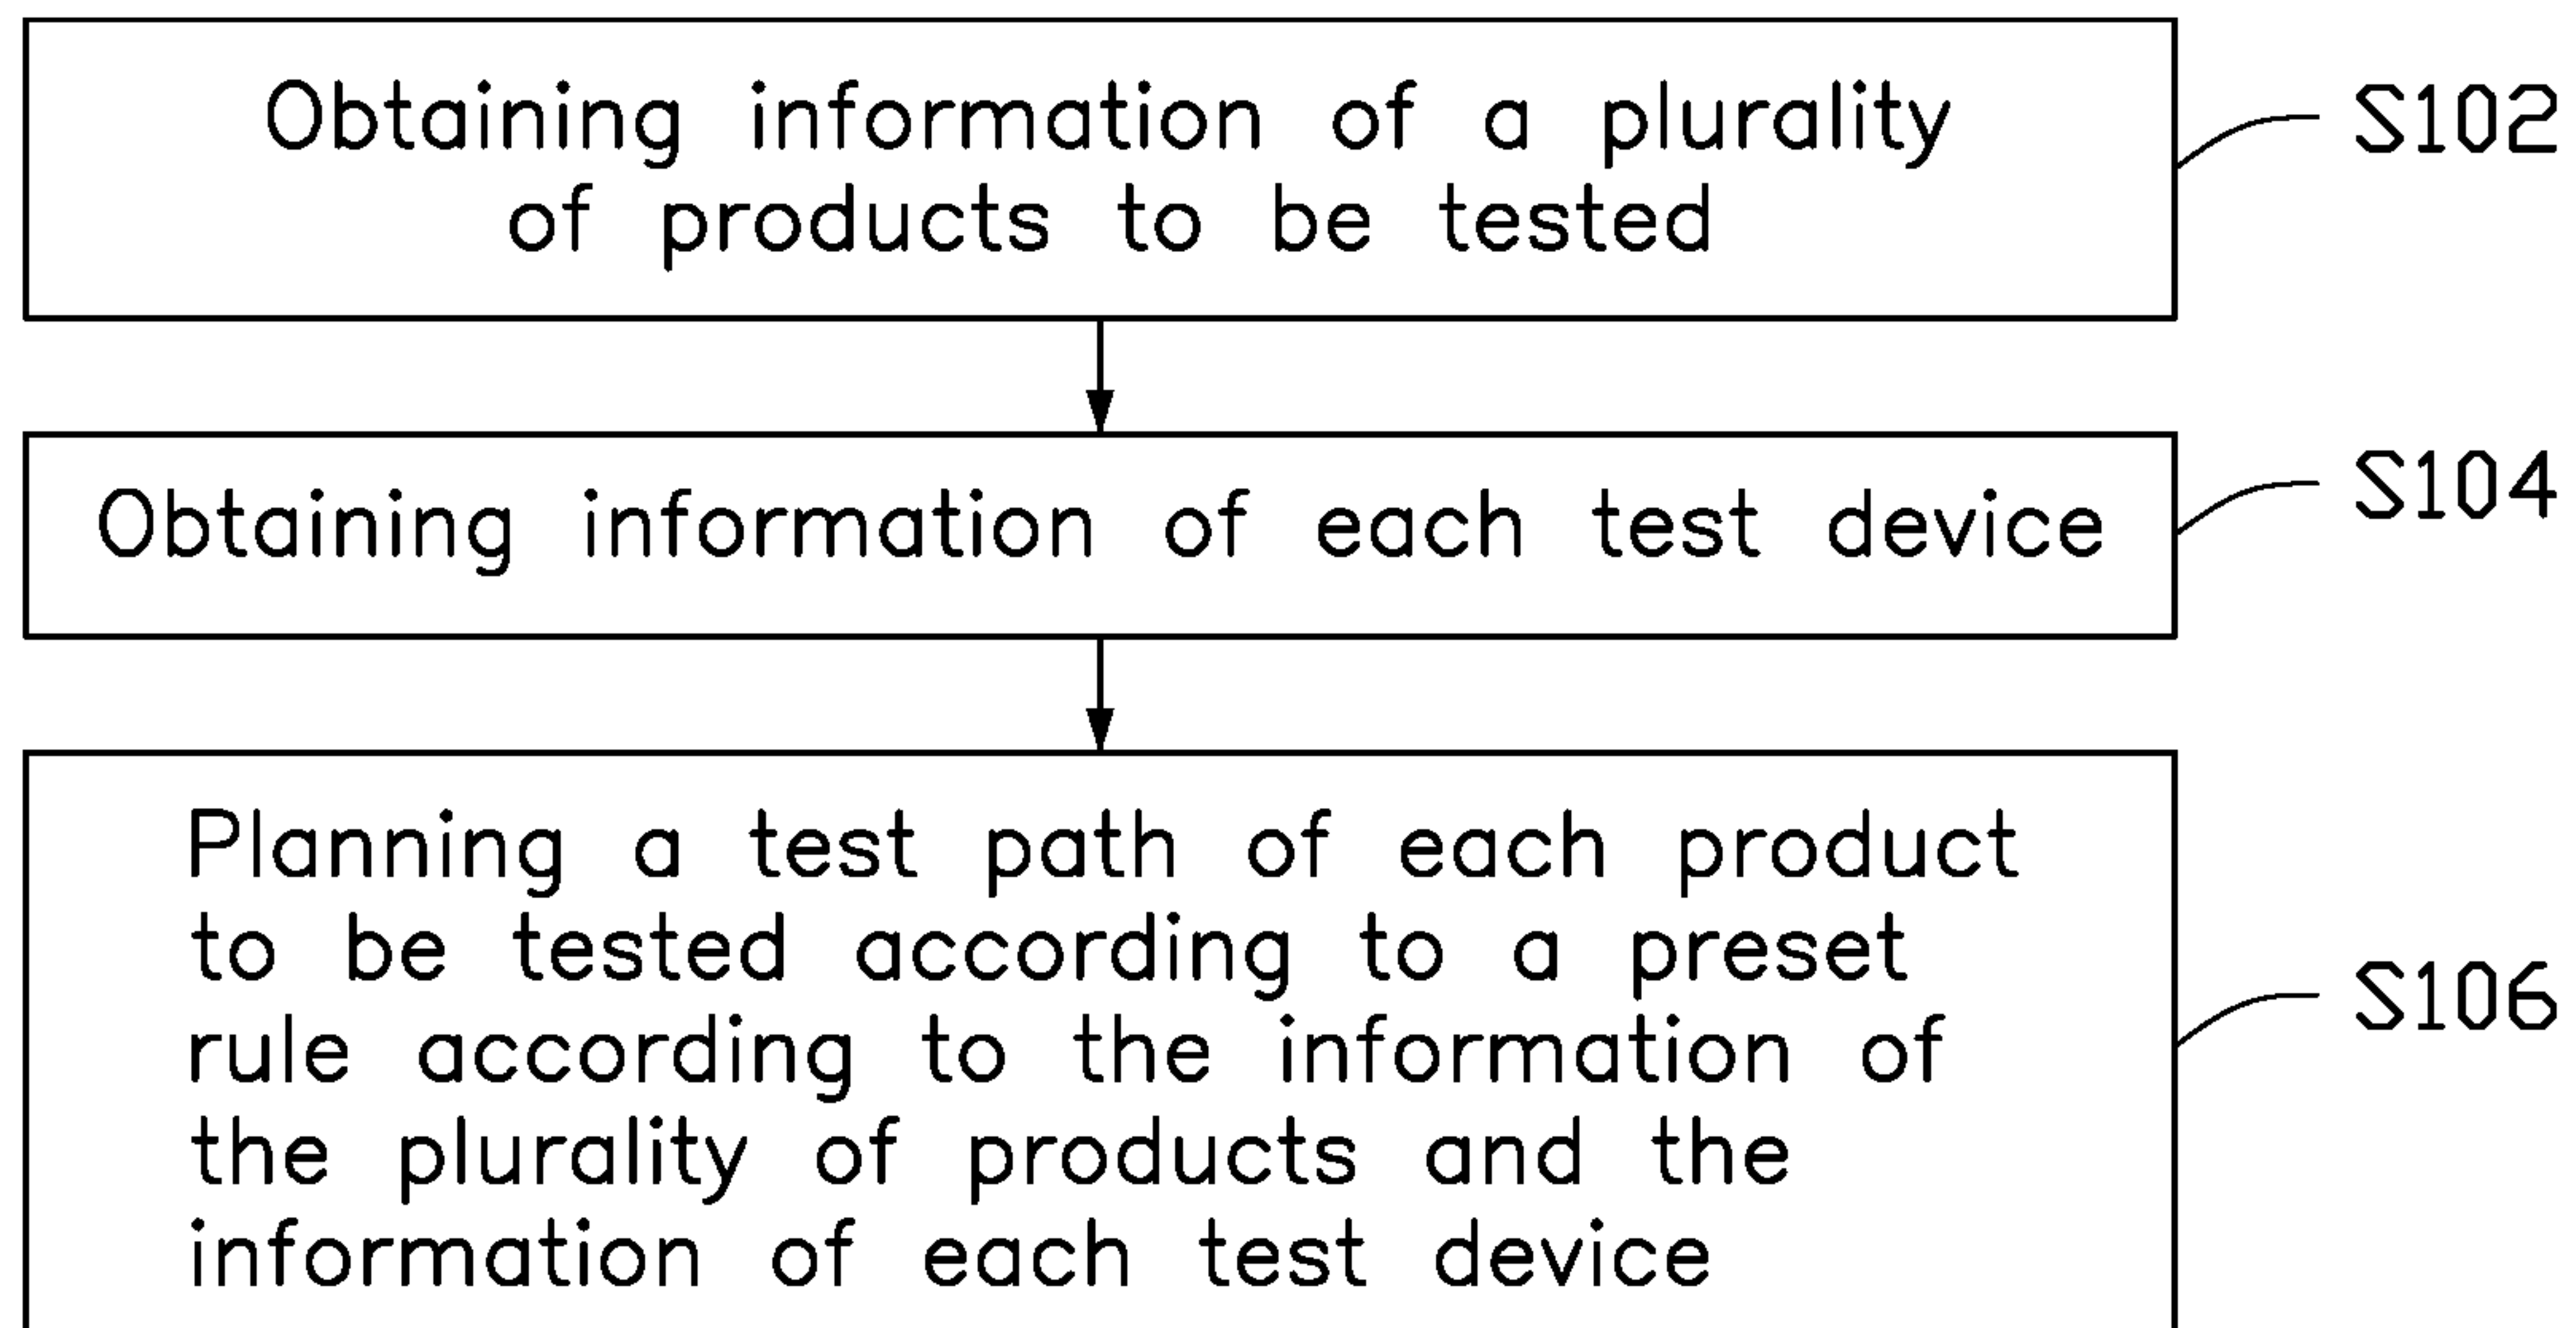 Obtaining information of a plurality
of products to be tested
S102
Obtaining information of each test device
S104
Planning a test path of each product
to be tested according to a preset
rule according to the information of
the plurality of products and the
information of each test device
S106